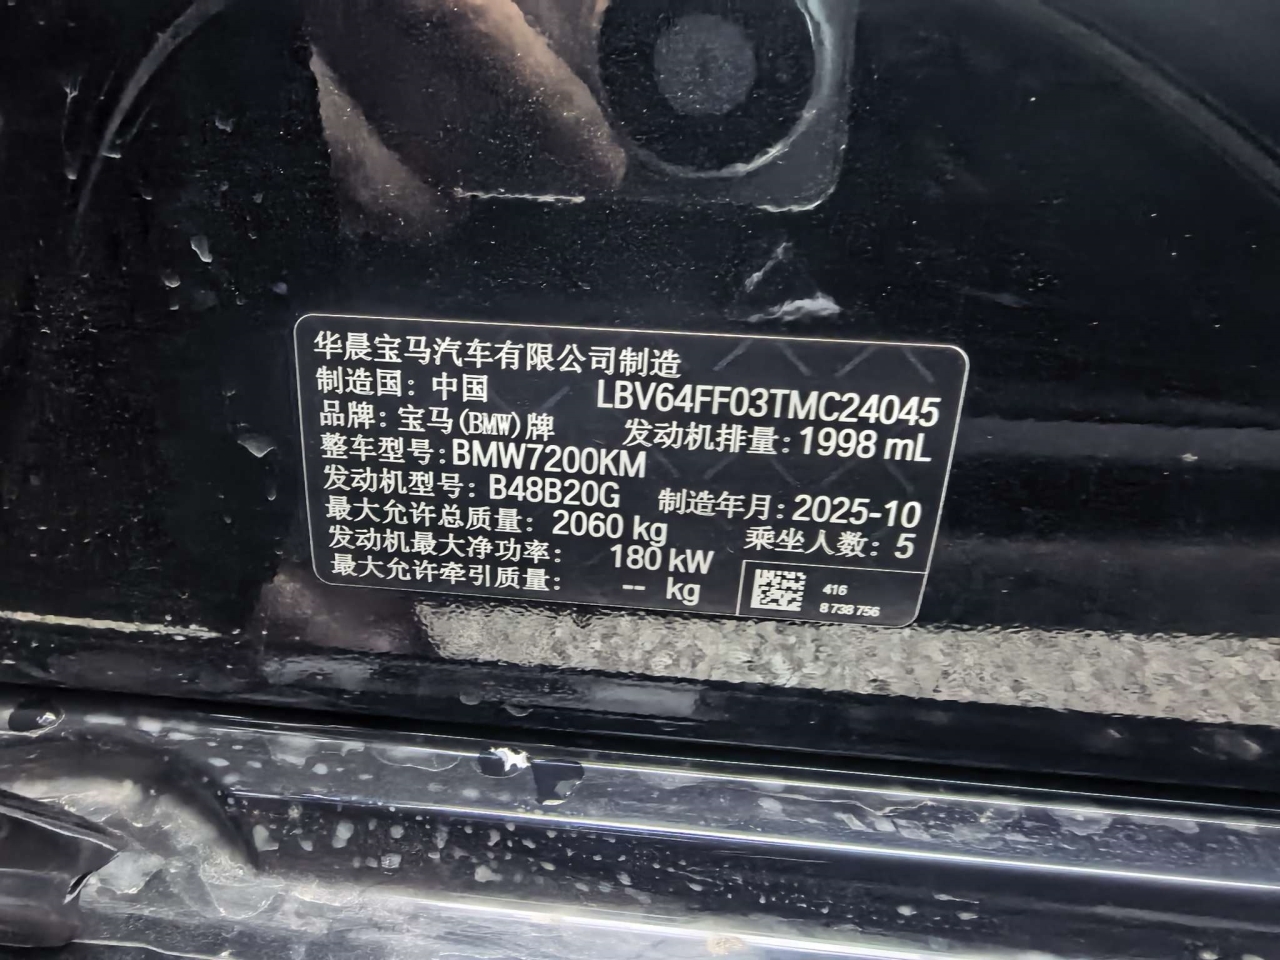 华晨宝马汽车有限公司制造
制造国：中国 LBV64FF03TMC24045
品牌：宝马(BMW)牌 发动机排量：1998 mL
整车型号：BMW7200KM
发动机型号：B48B20G 制造年月：2025-10
最大允许总质量：2060 kg 乘坐人数：5
发动机最大净功率：180 kW
最大允许牵引质量：-- kg
416
8 738 756